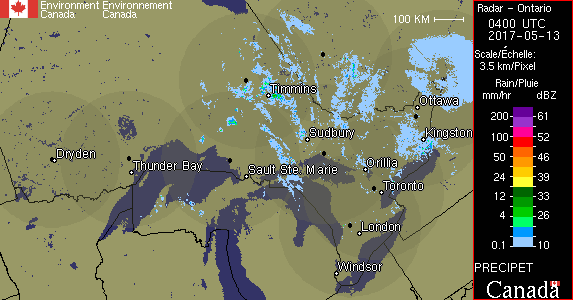 Environment Environnement
Canada Canada
100 KM
Timmins
Ottawa
Sudbury
Kingston
Dryden
Thunder Bay
Sault Ste. Marie
Orillia
Toronto
London
Windsor
Radar - Ontario
0400 UTC
2017-05-13
Scale/Échelle:
3.5 km/Pixel
Rain/Pluie
mm/hr dBZ
200 61
100 52
50 46
24 39
12 33
4 26
0.1 10
PRECIPET
Canada